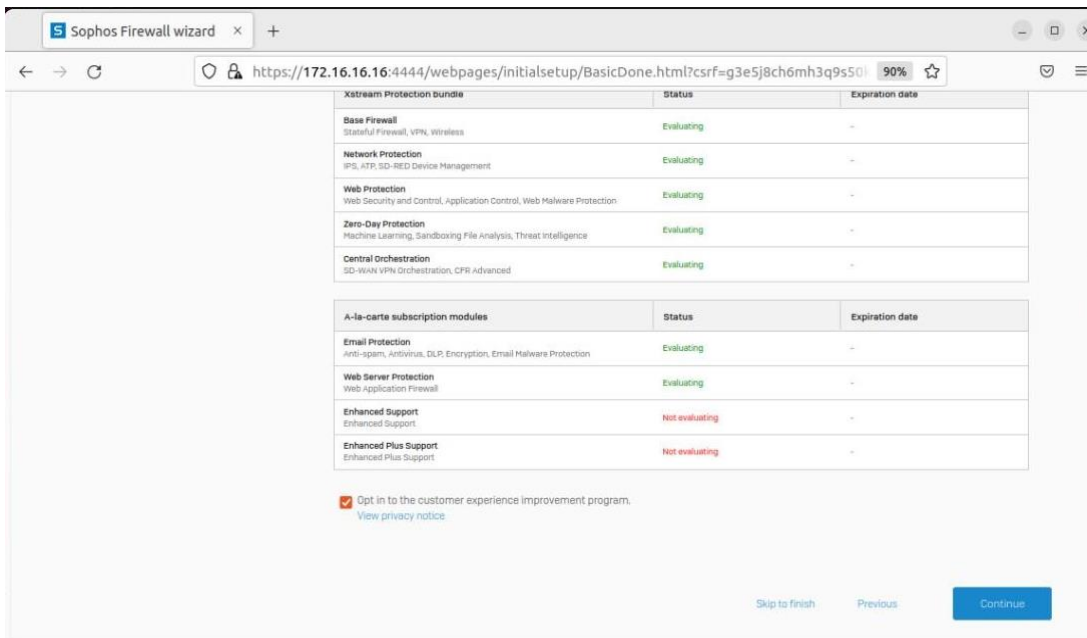 Sophos Firewall wizard
https://172.16.16.16:4444/webpages/initialsetup/BasicDone.html?csrf=g3e5j8ch6mh3q9s50 90%
Xstream Protection bundle Status Expiration date
Base Firewall
Stateful Firewall, VPN, Wireless
Evaluating -
Network Protection
IPS, ATP, SD-RED Device Management
Evaluating -
Web Protection
Web Security and Control, Application Control, Web Malware Protection
Evaluating -
Zero-Day Protection
Machine Learning, Sandboxing File Analysis, Threat Intelligence
Evaluating -
Central Orchestration
SD-WAN VPN Orchestration, CFR Advanced
Evaluating -
A-la-carte subscription modules Status Expiration date
Email Protection
Anti-spam, Antivirus, DLP, Encryption, Email Malware Protection
Evaluating -
Web Server Protection
Web Application Firewall
Evaluating -
Enhanced Support
Enhanced Support
Not evaluating -
Enhanced Plus Support
Enhanced Plus Support
Not evaluating -
Opt in to the customer experience improvement program.
View privacy notice
Skip to finish Previous Continue